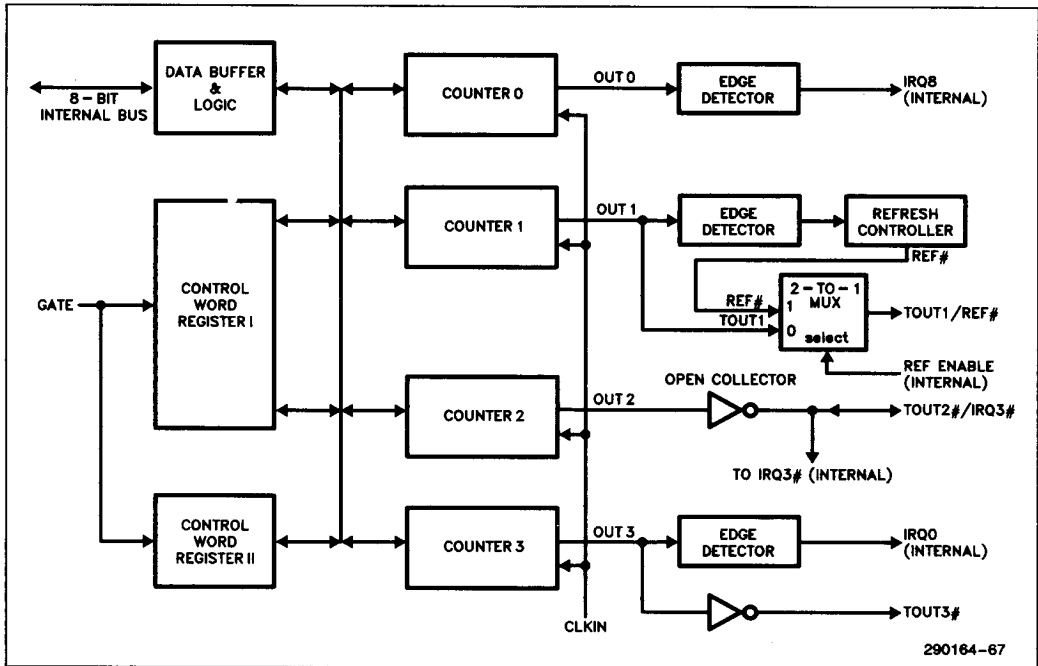 DATA BUFFER
&
LOGIC
8-BIT
INTERNAL BUS
COUNTER 0
OUT 0
EDGE
DETECTOR
IRQ8
(INTERNAL)
CONTROL
WORD
REGISTER I
GATE
COUNTER 1
OUT 1
EDGE
DETECTOR
REFRESH
CONTROLLER
REF#
2-TO-1
MUX
REF#
1
TOUT1
0
select
TOUT1/REF#
REF ENABLE
(INTERNAL)
COUNTER 2
OUT 2
OPEN COLLECTOR
TOUT2#/IRQ3#
TO IRQ3# (INTERNAL)
CONTROL
WORD
REGISTER II
COUNTER 3
OUT 3
EDGE
DETECTOR
IRQ0
(INTERNAL)
CLKIN
TOUT3#
290164-67